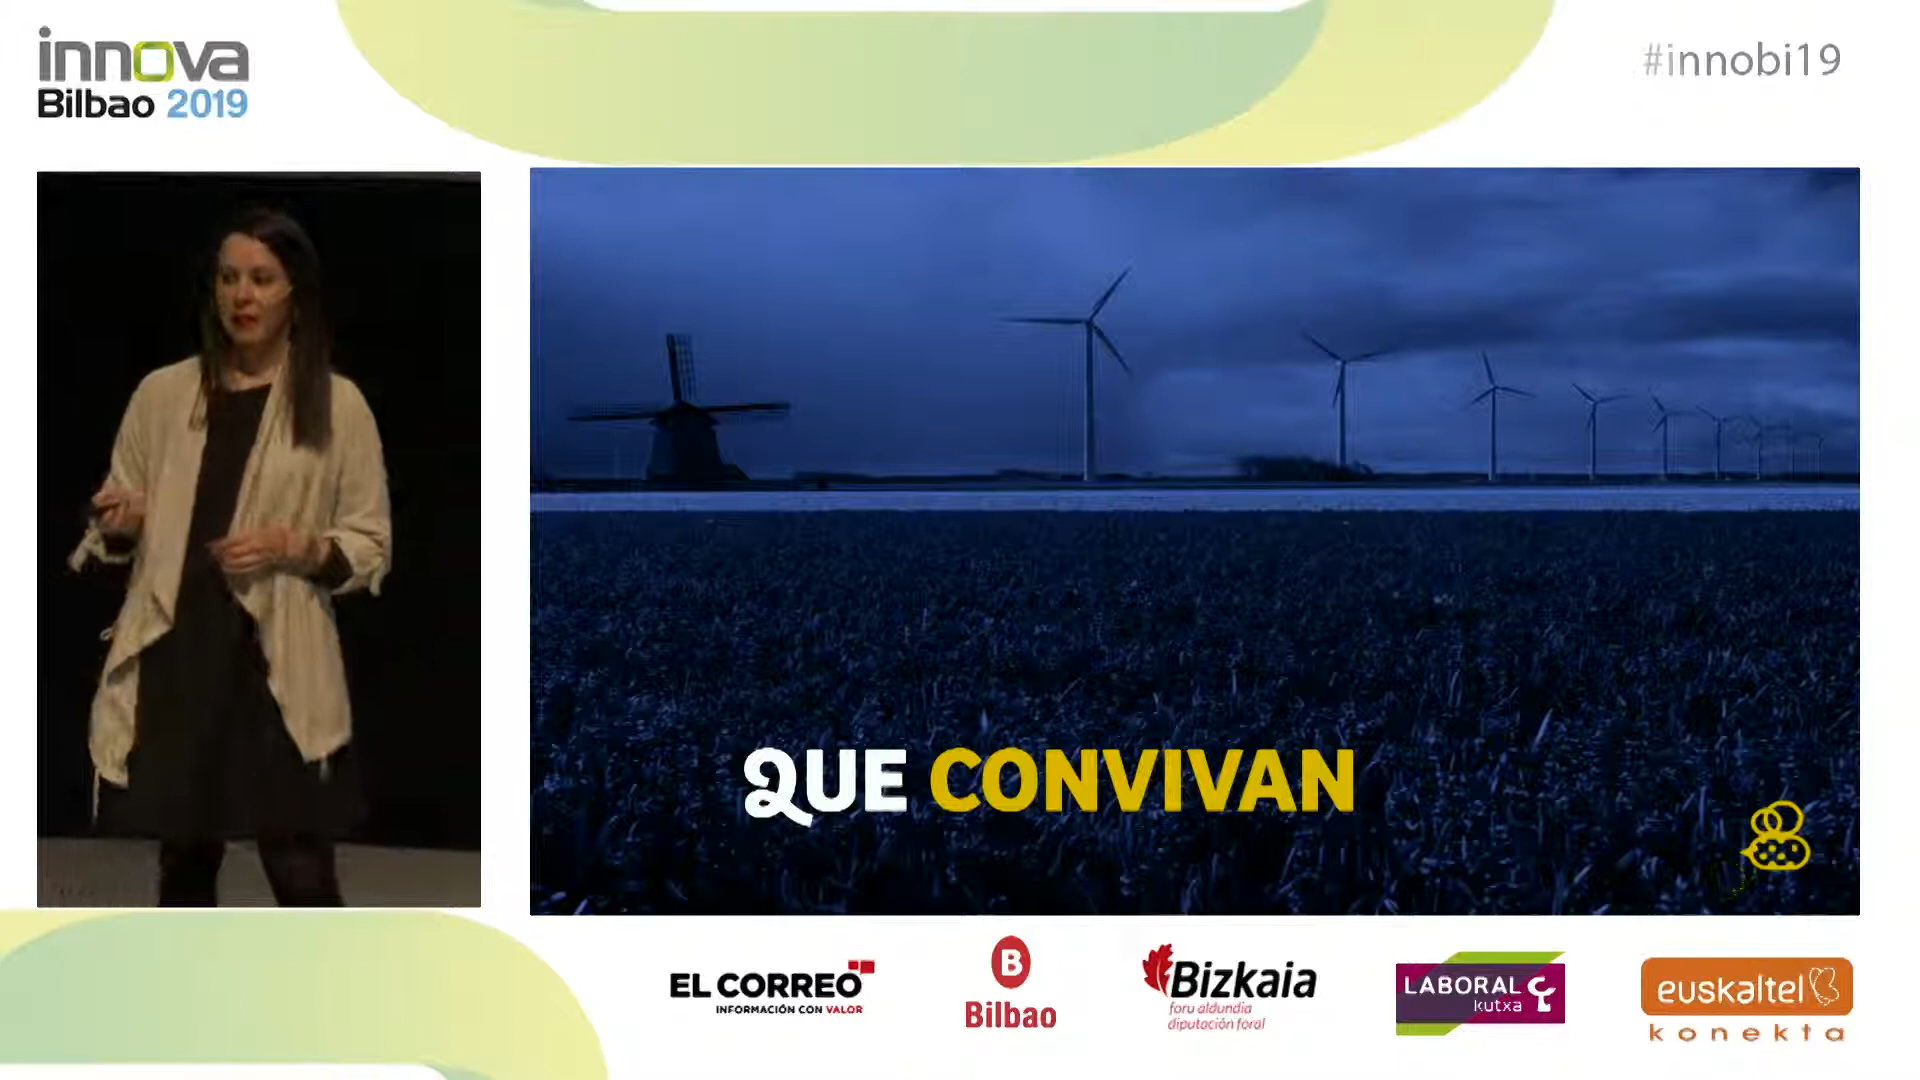 innova
Bilbao 2019
#innobi19
QUE CONVIVAN
EL CORREO
INFORMACIÓN CON VALOR
B
Bilbao
Bizkaia
foru aldundia
diputación foral
LABORAL
kutxa
euskaltel
konekta